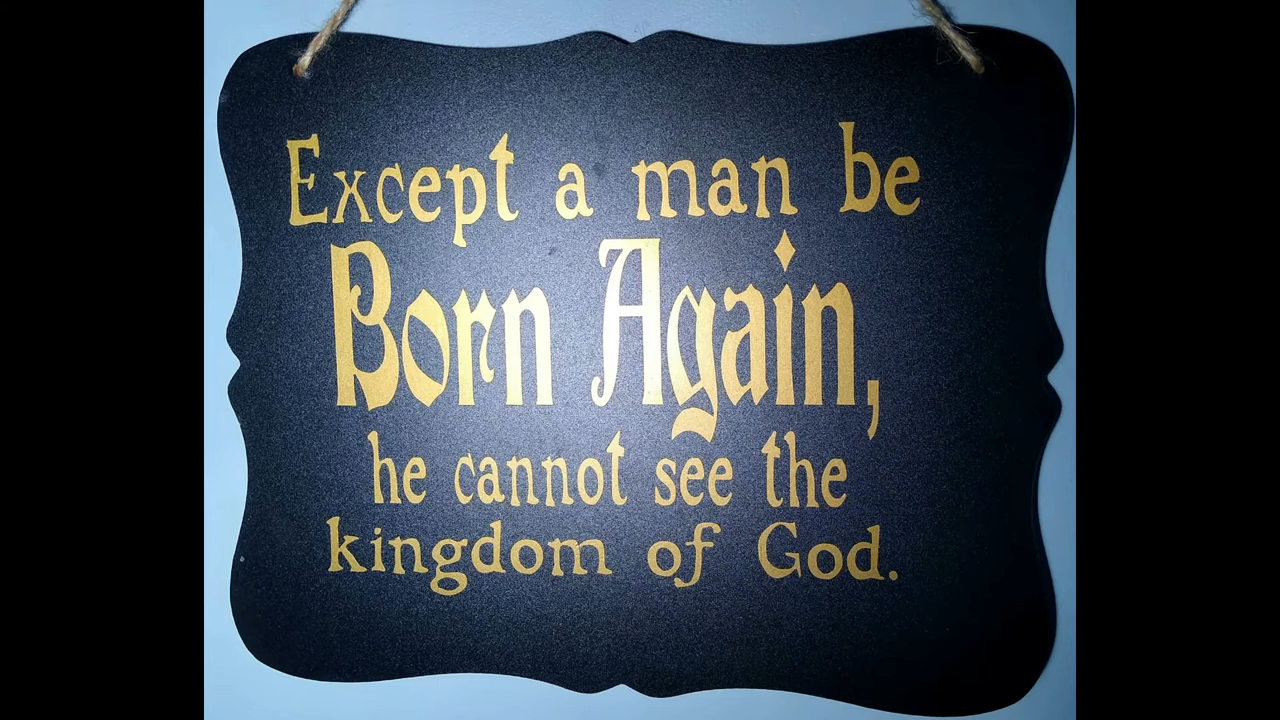 Except a man be
Born Again,
he cannot see the
kingdom of God.